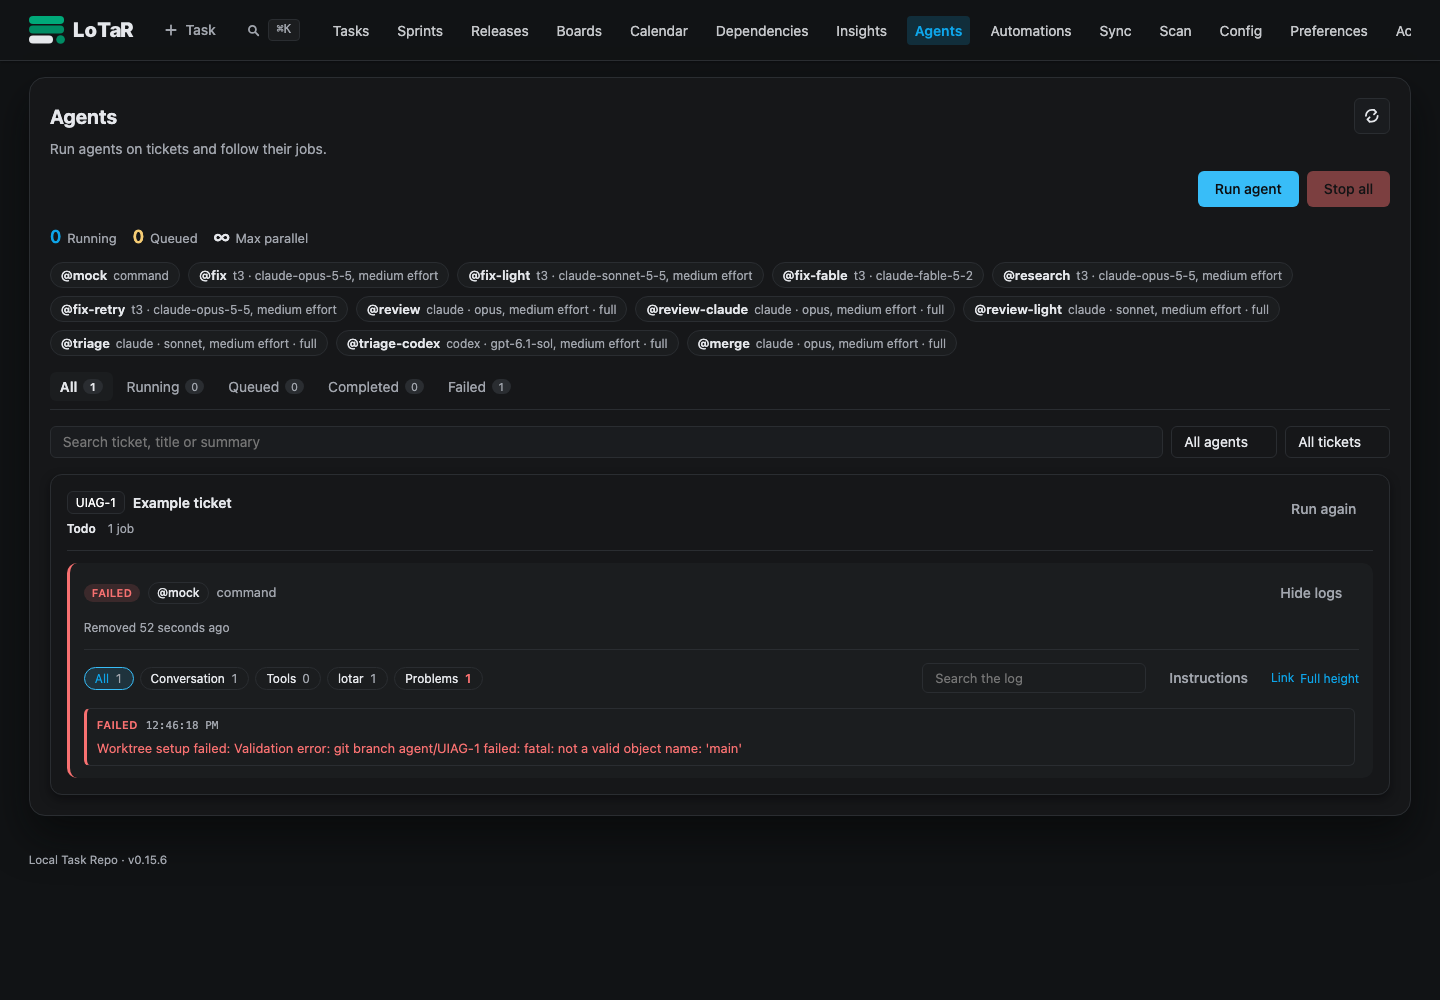 LoTaR + Task ⌘K Tasks Sprints Releases Boards Calendar Dependencies Insights Agents Automations Sync Scan Config Preferences Ac
Agents
Run agents on tickets and follow their jobs.
Run agent Stop all
0 Running 0 Queued ∞ Max parallel
@mock command @fix t3 · claude-opus-5-5, medium effort @fix-light t3 · claude-sonnet-5-5, medium effort @fix-fable t3 · claude-fable-5-2 @research t3 · claude-opus-5-5, medium effort
@fix-retry t3 · claude-opus-5-5, medium effort @review claude · opus, medium effort · full @review-claude claude · opus, medium effort · full @review-light claude · sonnet, medium effort · full
@triage claude · sonnet, medium effort · full @triage-codex codex · gpt-6.1-sol, medium effort · full @merge claude · opus, medium effort · full
All 1 Running 0 Queued 0 Completed 0 Failed 1
Search ticket, title or summary All agents All tickets
UIAG-1 Example ticket
Run again
Todo 1 job
FAILED @mock command Hide logs
Removed 52 seconds ago
All 1 Conversation 1 Tools 0 lotar 1 Problems 1 Search the log Instructions Link Full height
FAILED 12:46:18 PM
Worktree setup failed: Validation error: git branch agent/UIAG-1 failed: fatal: not a valid object name: 'main'
Local Task Repo · v0.15.6